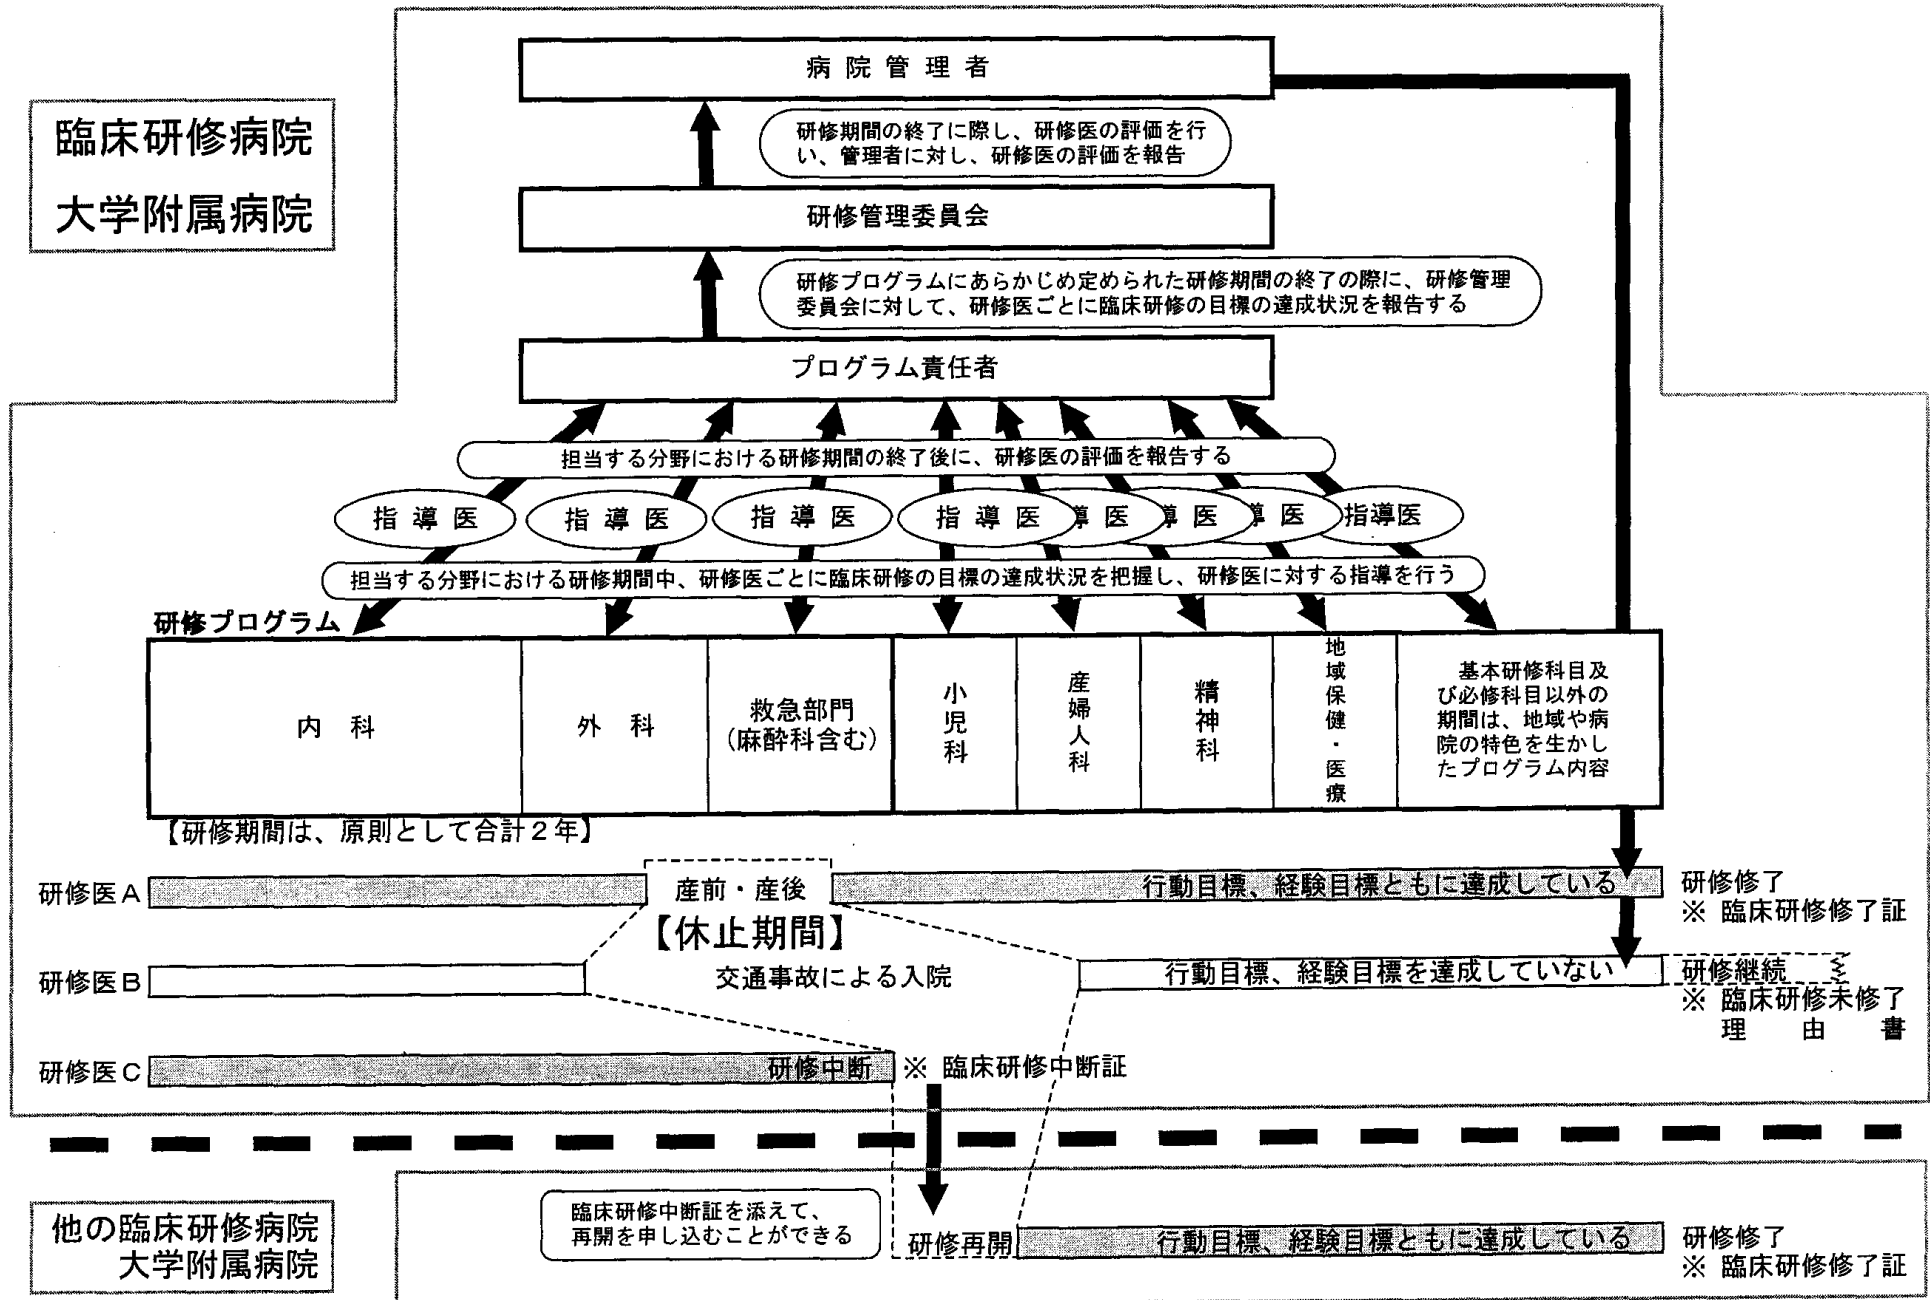 病院管理者
臨床研修病院
大学附属病院
研修期間の終了に際し、研修医の評価を行
い、管理者に対し、研修医の評価を報告
研修管理委員会
研修プログラムにあらかじめ定められた研修期間の終了の際に、研修管理
委員会に対して、研修医ごとに臨床研修の目標の達成状況を報告する
プログラム責任者
担当する分野における研修期間の終了後に、研修医の評価を報告する
指導医
指導医
指導医
指導医
導医
導医
導医
指導医
担当する分野における研修期間中、研修医ごとに臨床研修の目標の達成状況を把握し、研修医に対する指導を行う
研修プログラム
内科
外科
救急部門
(麻酔科含む)
小児科
産婦人科
精神科
地域保健・医療
基本研修科目及
び必修科目以外の
期間は、地域や病
院の特色を生かし
たプログラム内容
【研修期間は、原則として合計2年】
研修医A
産前・産後
行動目標、経験目標ともに達成している
研修修了
※ 臨床研修修了証
【休止期間】
研修医B
交通事故による入院
行動目標、経験目標を達成していない
研修継続
※ 臨床研修未修了
理由書
研修医C
研修中断
※ 臨床研修中断証
他の臨床研修病院
大学附属病院
臨床研修中断証を添えて、
再開を申し込むことができる
研修再開
行動目標、経験目標ともに達成している
研修修了
※ 臨床研修修了証